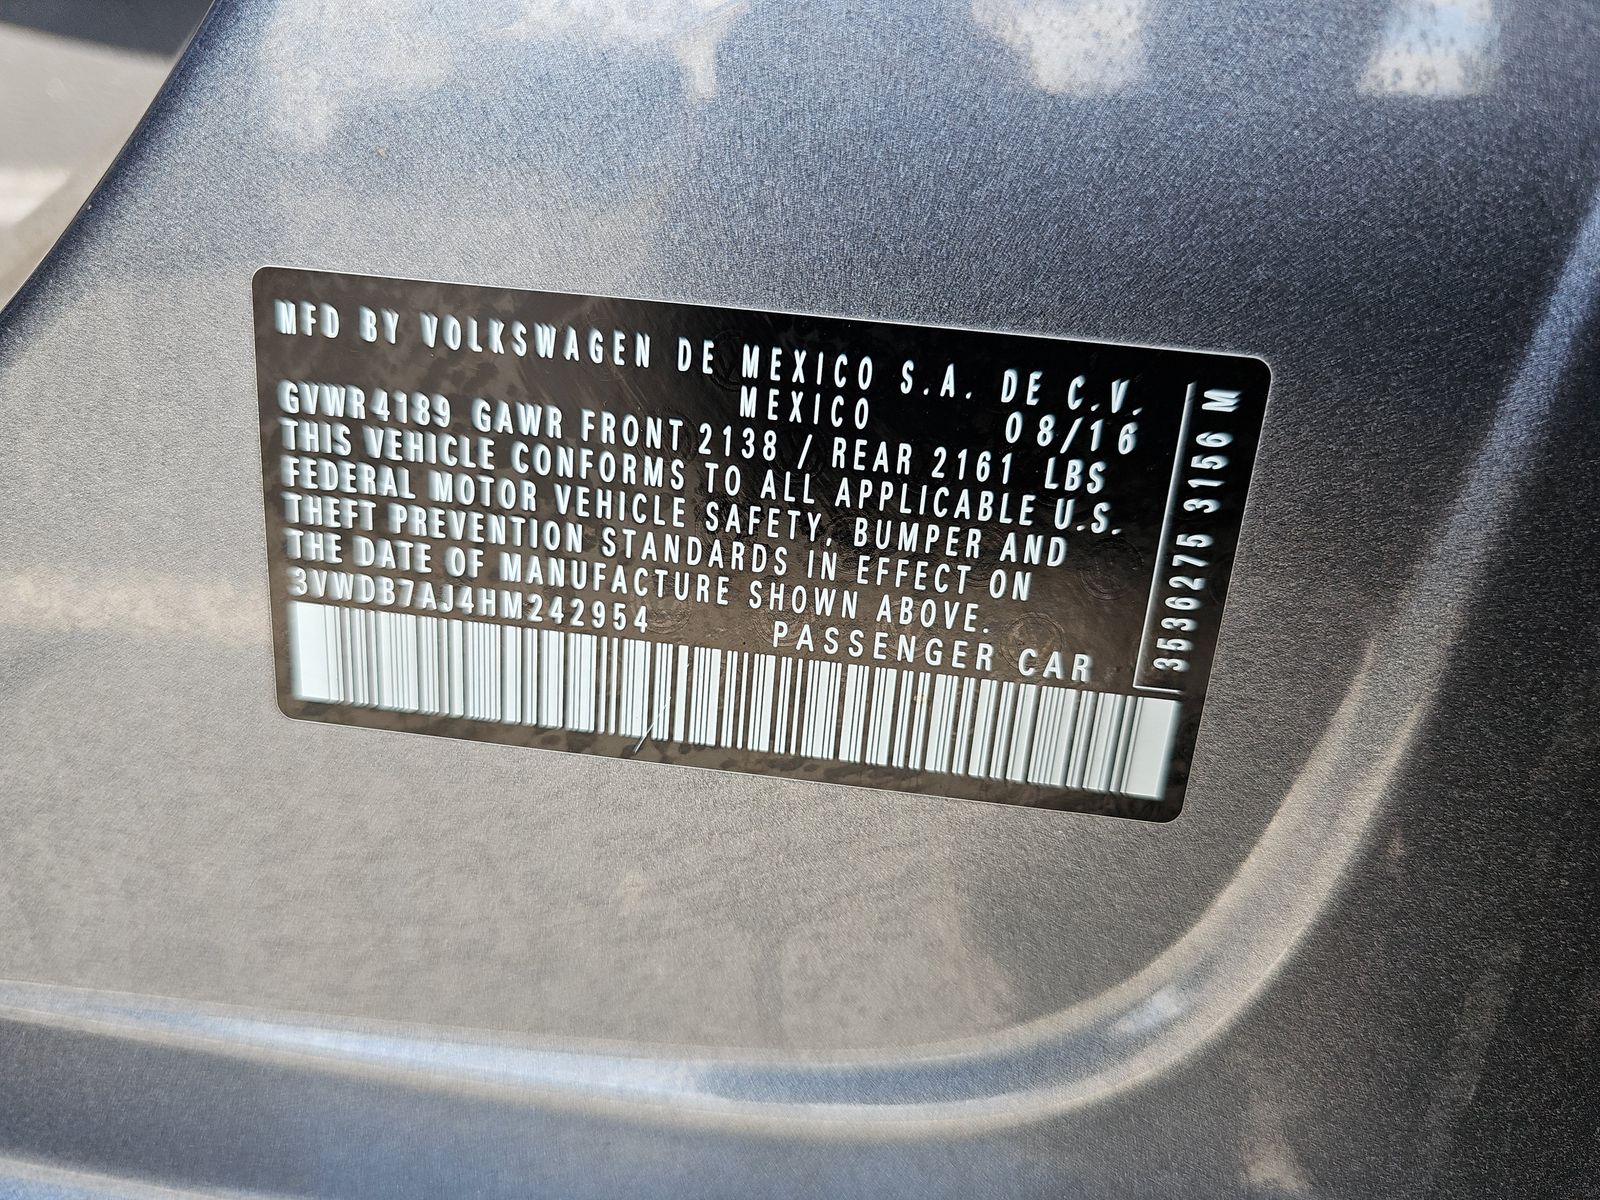 MFD BY VOLKSWAGEN DE MEXICO S.A. DE C.V.
MEXICO 08/16
GVWR4189 GAWR FRONT 2138 / REAR 2161 LBS
THIS VEHICLE CONFORMS TO ALL APPLICABLE U.S.
FEDERAL MOTOR VEHICLE SAFETY, BUMPER AND
THEFT PREVENTION STANDARDS IN EFFECT ON
THE DATE OF MANUFACTURE SHOWN ABOVE.
3VWDB7AJ4HM242954 PASSENGER CAR
3536275 3156 M